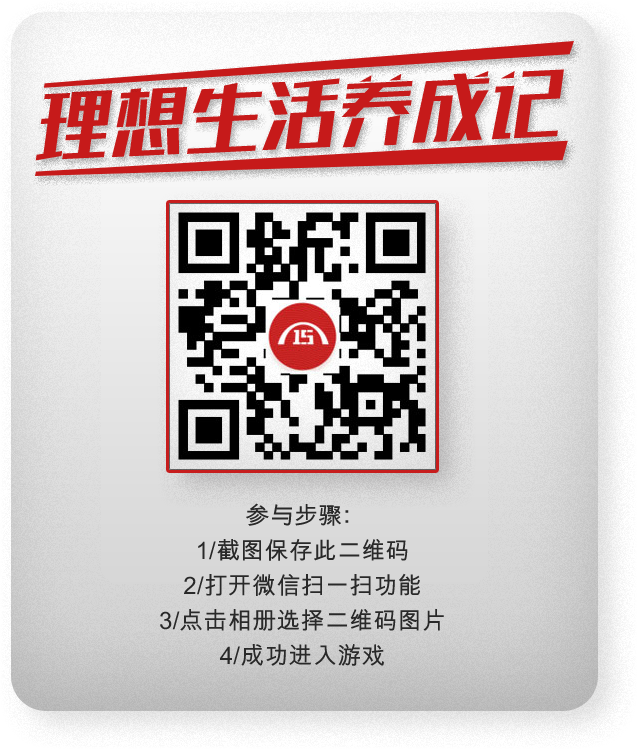 理想生活养成记
15
参与步骤:
1/截图保存此二维码
2/打开微信扫一扫功能
3/点击相册选择二维码图片
4/成功进入游戏